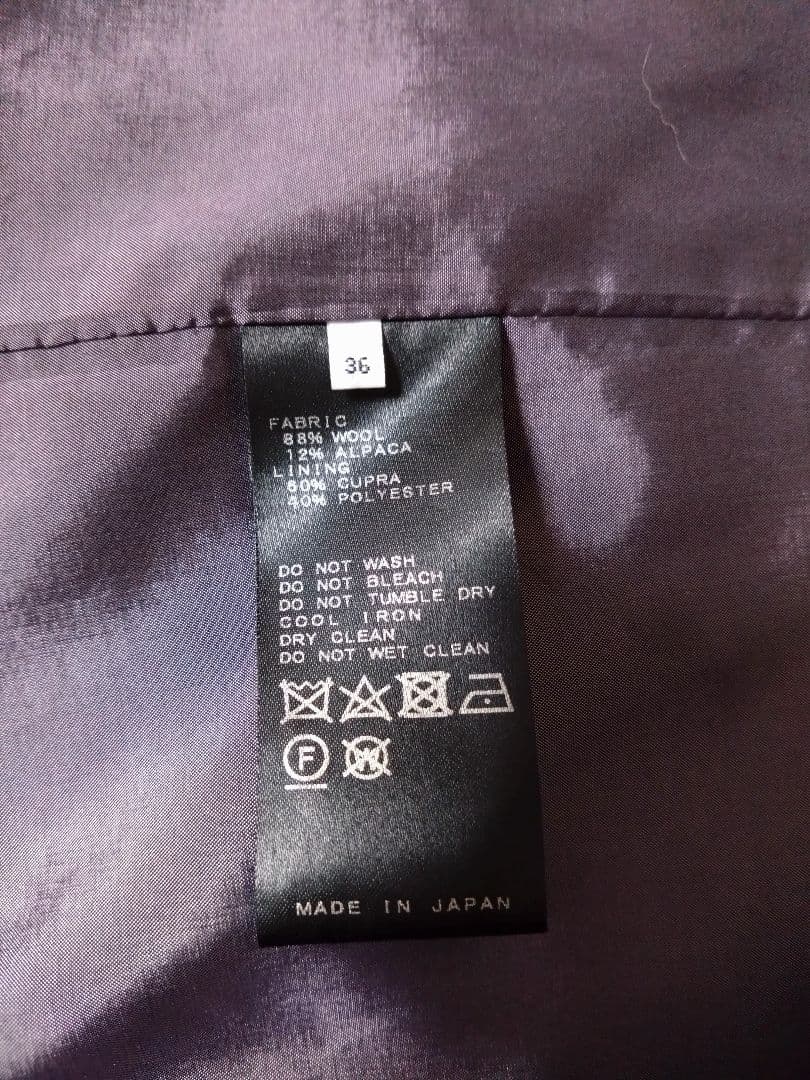 36
FABRIC
88% WOOL
12% ALPACA
LINING
60% CUPRA
40% POLYESTER
DO NOT WASH
DO NOT BLEACH
DO NOT TUMBLE DRY
COOL IRON
DRY CLEAN
DO NOT WET CLEAN
F W
MADE IN JAPAN